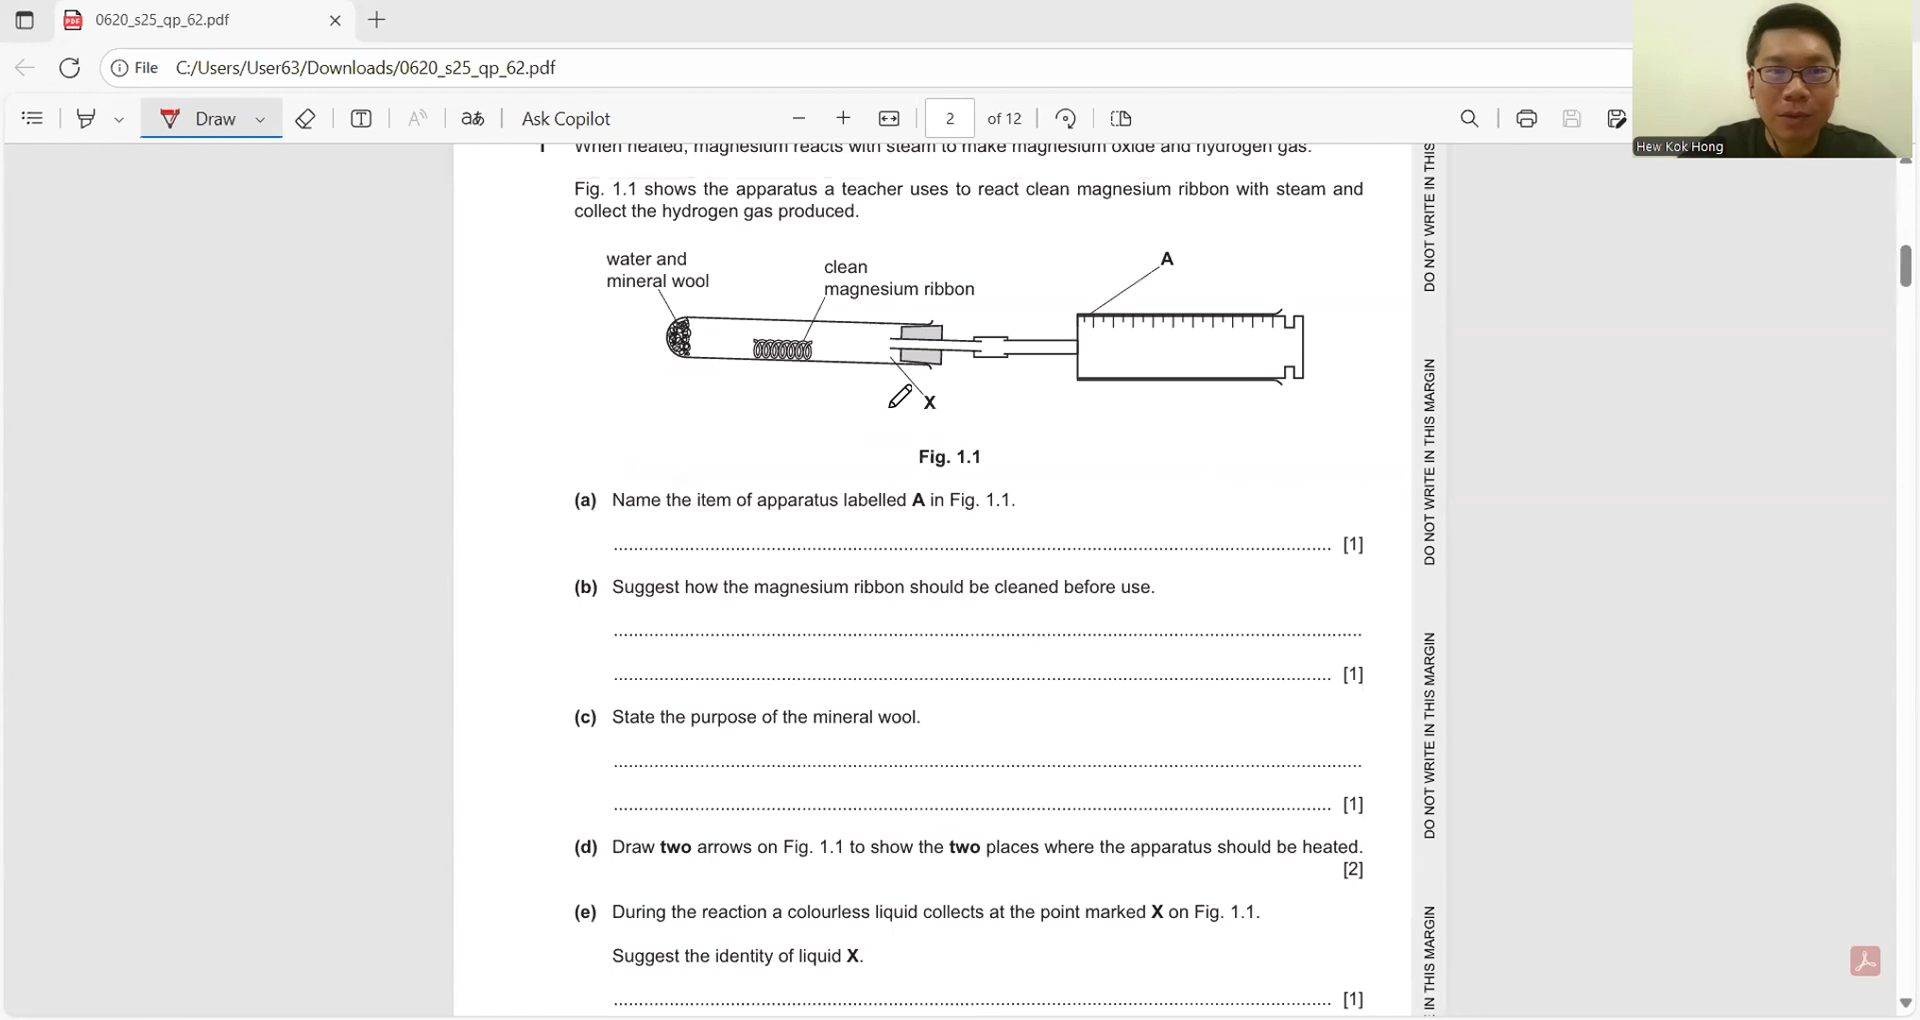 0620_s25_qp_62.pdf
File C:/Users/User63/Downloads/0620_s25_qp_62.pdf
Draw aあ Ask Copilot 2 of 12
Hew Kok Hong
1 When heated, magnesium reacts with steam to make magnesium oxide and hydrogen gas.
Fig. 1.1 shows the apparatus a teacher uses to react clean magnesium ribbon with steam and
collect the hydrogen gas produced.
water and
mineral wool
clean
magnesium ribbon
A
X
Fig. 1.1
(a) Name the item of apparatus labelled A in Fig. 1.1.
[1]
(b) Suggest how the magnesium ribbon should be cleaned before use.
[1]
(c) State the purpose of the mineral wool.
[1]
(d) Draw two arrows on Fig. 1.1 to show the two places where the apparatus should be heated.
[2]
(e) During the reaction a colourless liquid collects at the point marked X on Fig. 1.1.
Suggest the identity of liquid X.
[1]
DO NOT WRITE IN THIS
DO NOT WRITE IN THIS MARGIN
DO NOT WRITE IN THIS MARGIN
IN THIS MARGIN